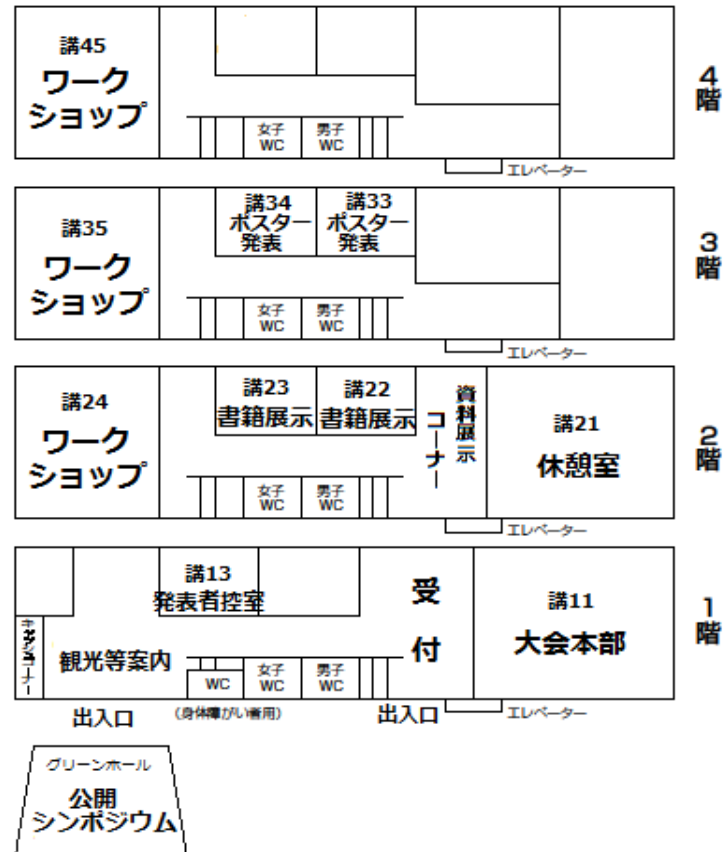 講45
ワーク
ショップ
女子
WC
男子
WC
エレベーター
4階
講35
ワーク
ショップ
講34
ポスター
発表
講33
ポスター
発表
女子
WC
男子
WC
エレベーター
3階
講24
ワーク
ショップ
講23
書籍展示
講22
書籍展示
資料展示
コーナー
講21
休憩室
女子
WC
男子
WC
エレベーター
2階
講13
発表者控室
受付
講11
大会本部
観光等案内
WC
女子
WC
男子
WC
(身体障がい者用)
出入口
出入口
エレベーター
1階
グリーンホール
公開
シンポジウム